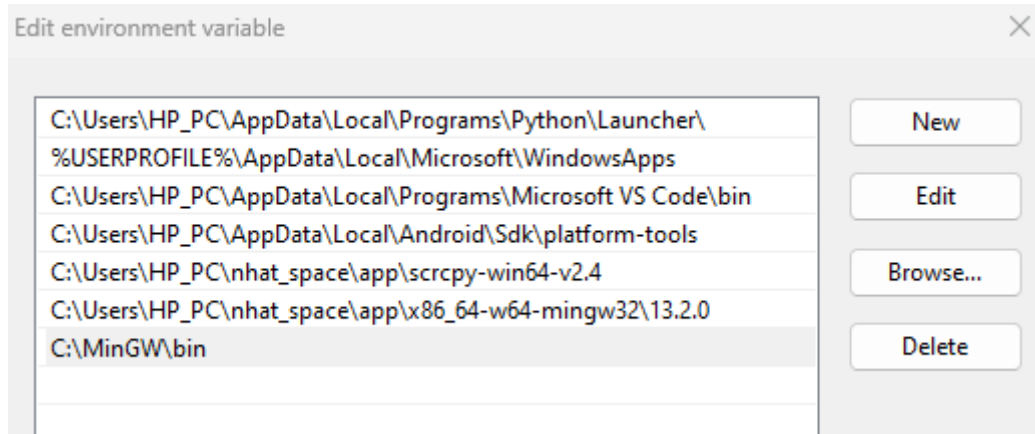 Edit environment variable
C:\Users\HP_PC\AppData\Local\Programs\Python\Launcher\
New
%USERPROFILE%\AppData\Local\Microsoft\WindowsApps
C:\Users\HP_PC\AppData\Local\Programs\Microsoft VS Code\bin
Edit
C:\Users\HP_PC\AppData\Local\Android\Sdk\platform-tools
C:\Users\HP_PC\nhat_space\app\scrcpy-win64-v2.4
Browse...
C:\Users\HP_PC\nhat_space\app\x86_64-w64-mingw32\13.2.0
C:\MinGW\bin
Delete